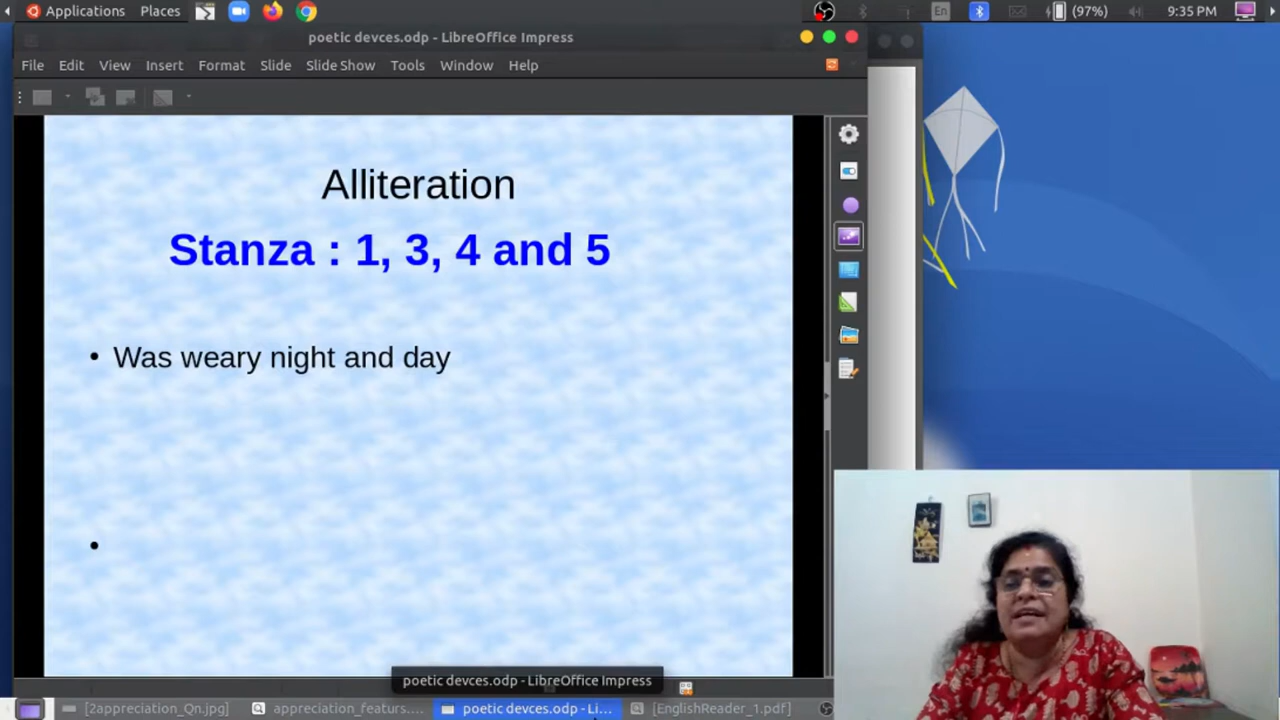 Applications Places En (97%) 9:35 PM
poetic devces.odp - LibreOffice Impress
File Edit View Insert Format Slide Slide Show Tools Window Help
Alliteration
Stanza : 1, 3, 4 and 5
• Was weary night and day
•
poetic devces.odp - LibreOffice Impress
[2appreciation_Qn.jpg] appreciation_featurs.... poetic devces.odp - Li... [EnglishReader_1.pdf]